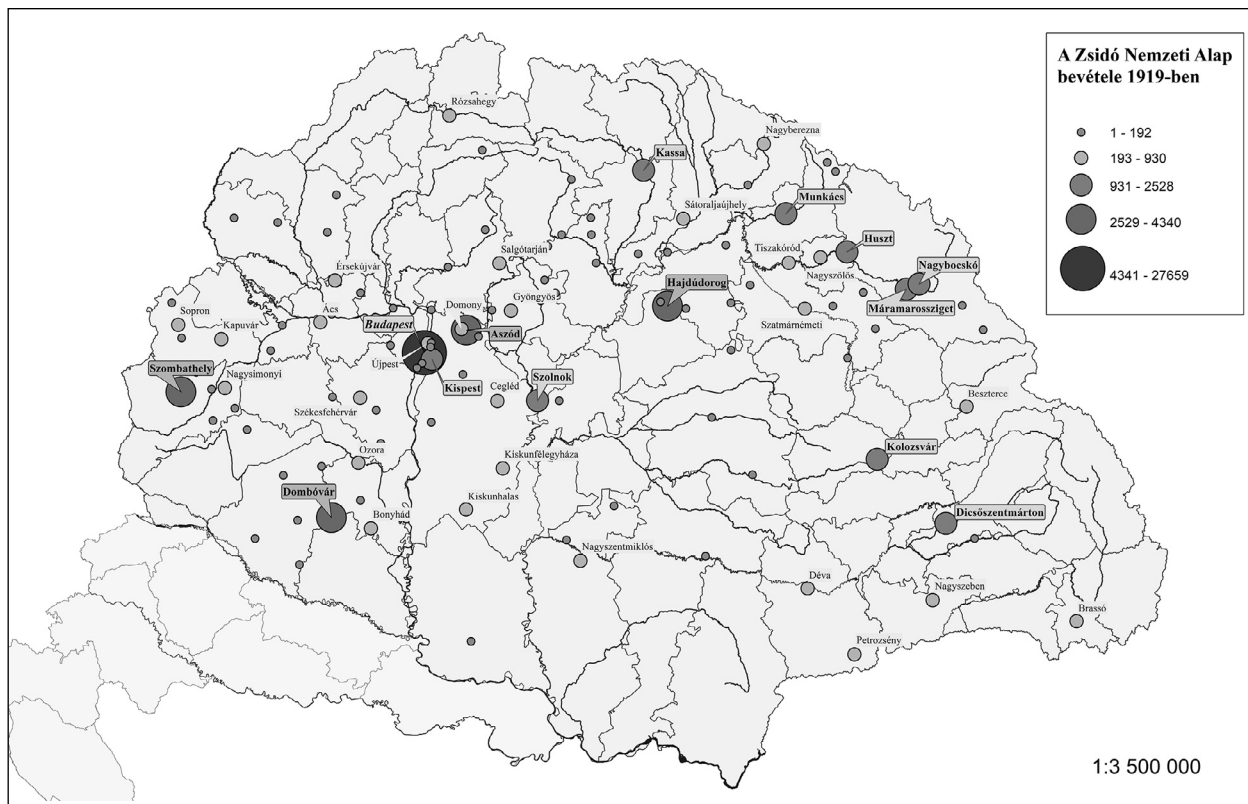 A Zsidó Nemzeti Alap
bevétele 1919-ben
1 - 192
193 - 930
931 - 2528
2529 - 4340
4341 - 27659
Rózsahegy
Nagyberezna
Kassa
Munkács
Sátoraljaújhely
Huszt
Salgótarján
Tiszakóród
Nagyszőlős
Nagybocskó
Érsekújvár
Hajdúdorog
Máramarossziget
Sopron
Ács
Domony
Gyöngyös
Szatmárnémeti
Kapuvár
Budapest
Aszód
Újpest
Szombathely
Nagysimonyi
Kispest
Szolnok
Cegléd
Beszterce
Székesfehérvár
Kolozsvár
Ozora
Kiskunfélegyháza
Dombóvár
Kiskunhalas
Dicsőszentmárton
Bonyhád
Nagyszentmiklós
Déva
Nagyszeben
Brassó
Petrozsény
1:3 500 000